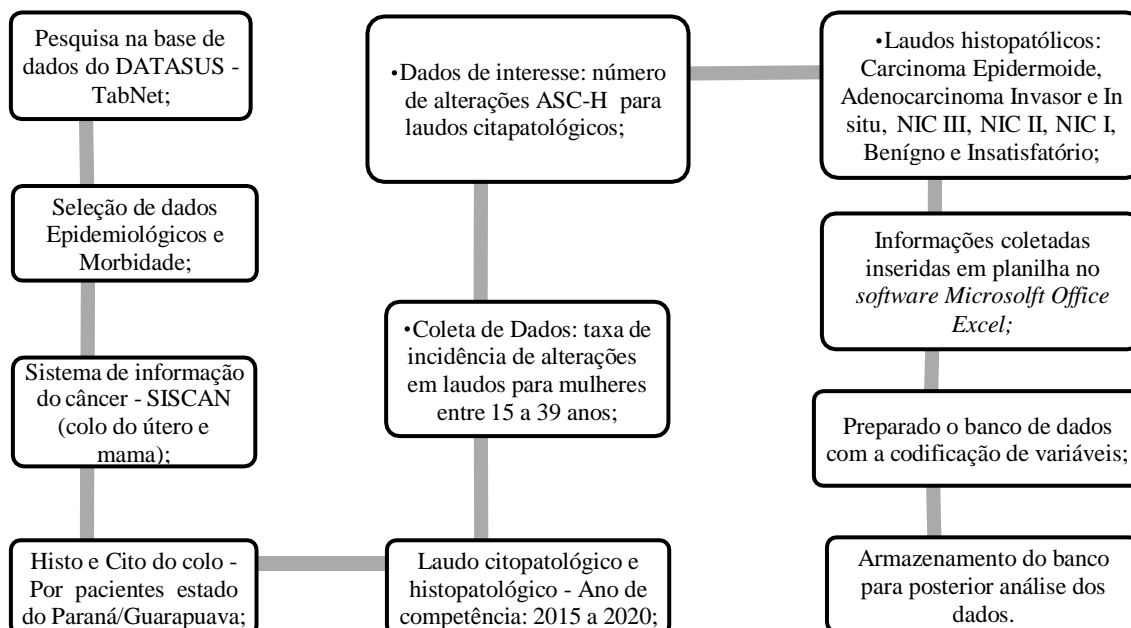 Pesquisa na base de
dados do DATASUS -
TabNet;
Seleção de dados
Epidemiológicos e
Morbidade;
Sistema de informação
do câncer - SISCAN
(colo do útero e
mama);
Histo e Cito do colo -
Por pacientes estado
do Paraná/Guarapuava;
Laudo citopatológico e
histopatológico - Ano de
competência: 2015 a 2020;
•Coleta de Dados: taxa de
incidência de alterações
em laudos para mulheres
entre 15 a 39 anos;
•Dados de interesse: número
de alterações ASC-H para
laudos citapatológicos;
•Laudos histopatólicos:
Carcinoma Epidermoide,
Adenocarcinoma Invasor e In
situ, NIC III, NIC II, NIC I,
Benígno e Insatisfatório;
Informações coletadas
inseridas em planilha no
software Microsolft Office
Excel;
Preparado o banco de dados
com a codificação de variáveis;
Armazenamento do banco
para posterior análise dos
dados.